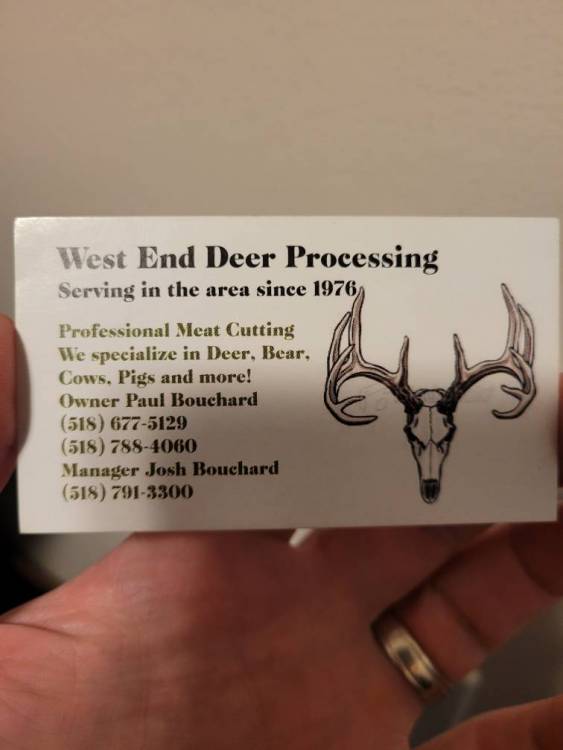 West End Deer Processing
Serving in the area since 1976
Professional Meat Cutting
We specialize in Deer, Bear,
Cows, Pigs and more!
Owner Paul Bouchard
(518) 677-5129
(518) 788-4060
Manager Josh Bouchard
(518) 791-3300